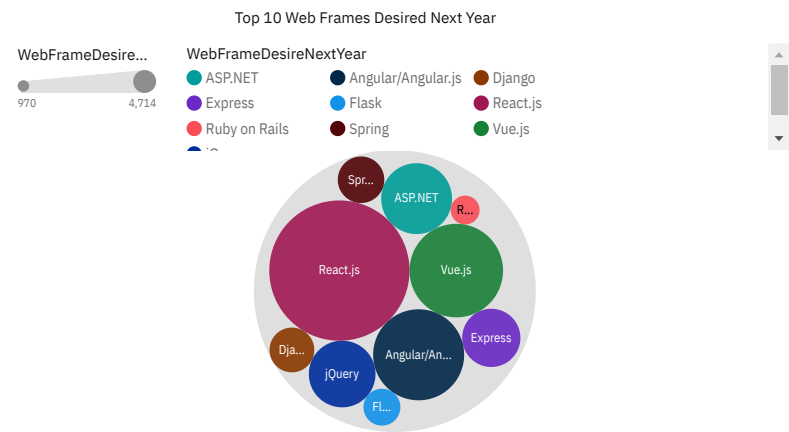 Top 10 Web Frames Desired Next Year
WebFrameDesire...
970
4,714
WebFrameDesireNextYear
ASP.NET
Angular/Angular.js
Django
Express
Flask
React.js
Ruby on Rails
Spring
Vue.js
Spr...
ASP.NET
R...
React.js
Vue.js
Express
Dja...
Angular/An...
jQuery
Fl...